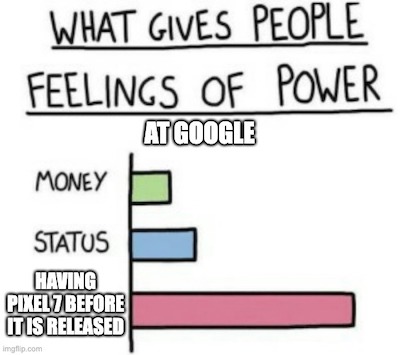 WHAT GIVES PEOPLE
FEELINGS OF POWER
AT GOOGLE
MONEY
STATUS
HAVING
PIXEL 7 BEFORE
IT IS RELEASED
imgflip.com